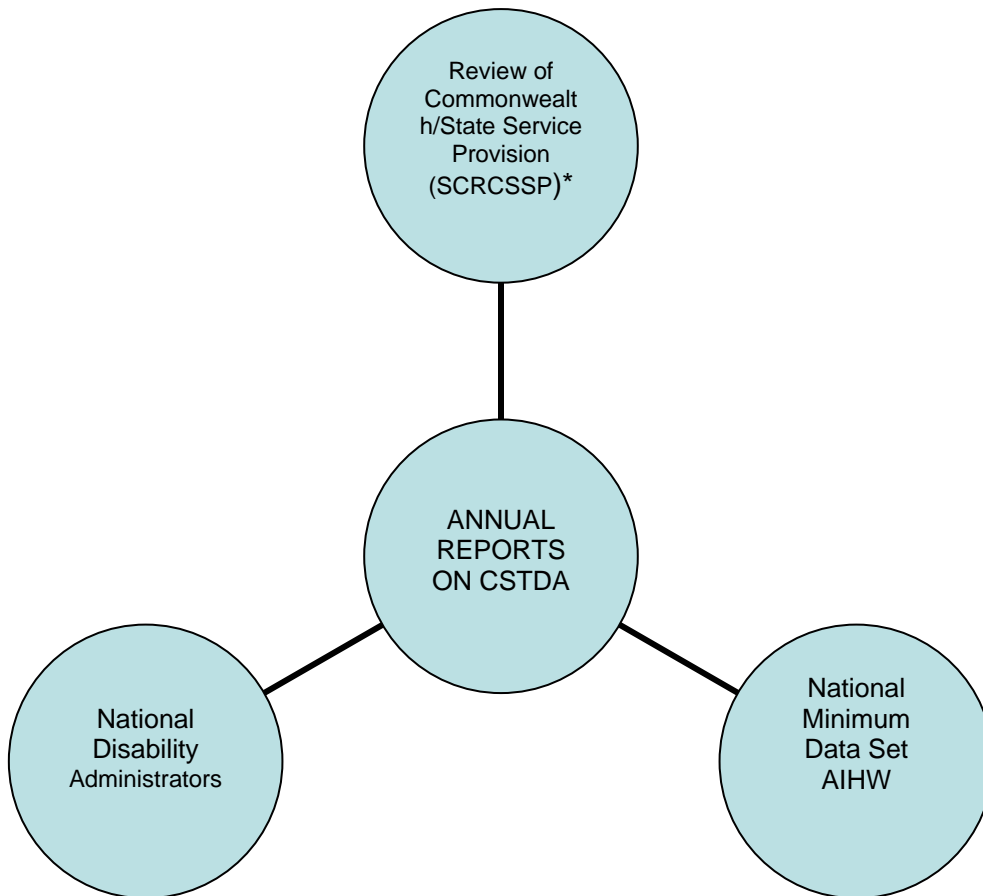 Review of
Commonwealt
h/State Service
Provision
(SCRCSSP)*
ANNUAL
REPORTS
ON CSTDA
National
Disability
Administrators
National
Minimum
Data Set
AIHW